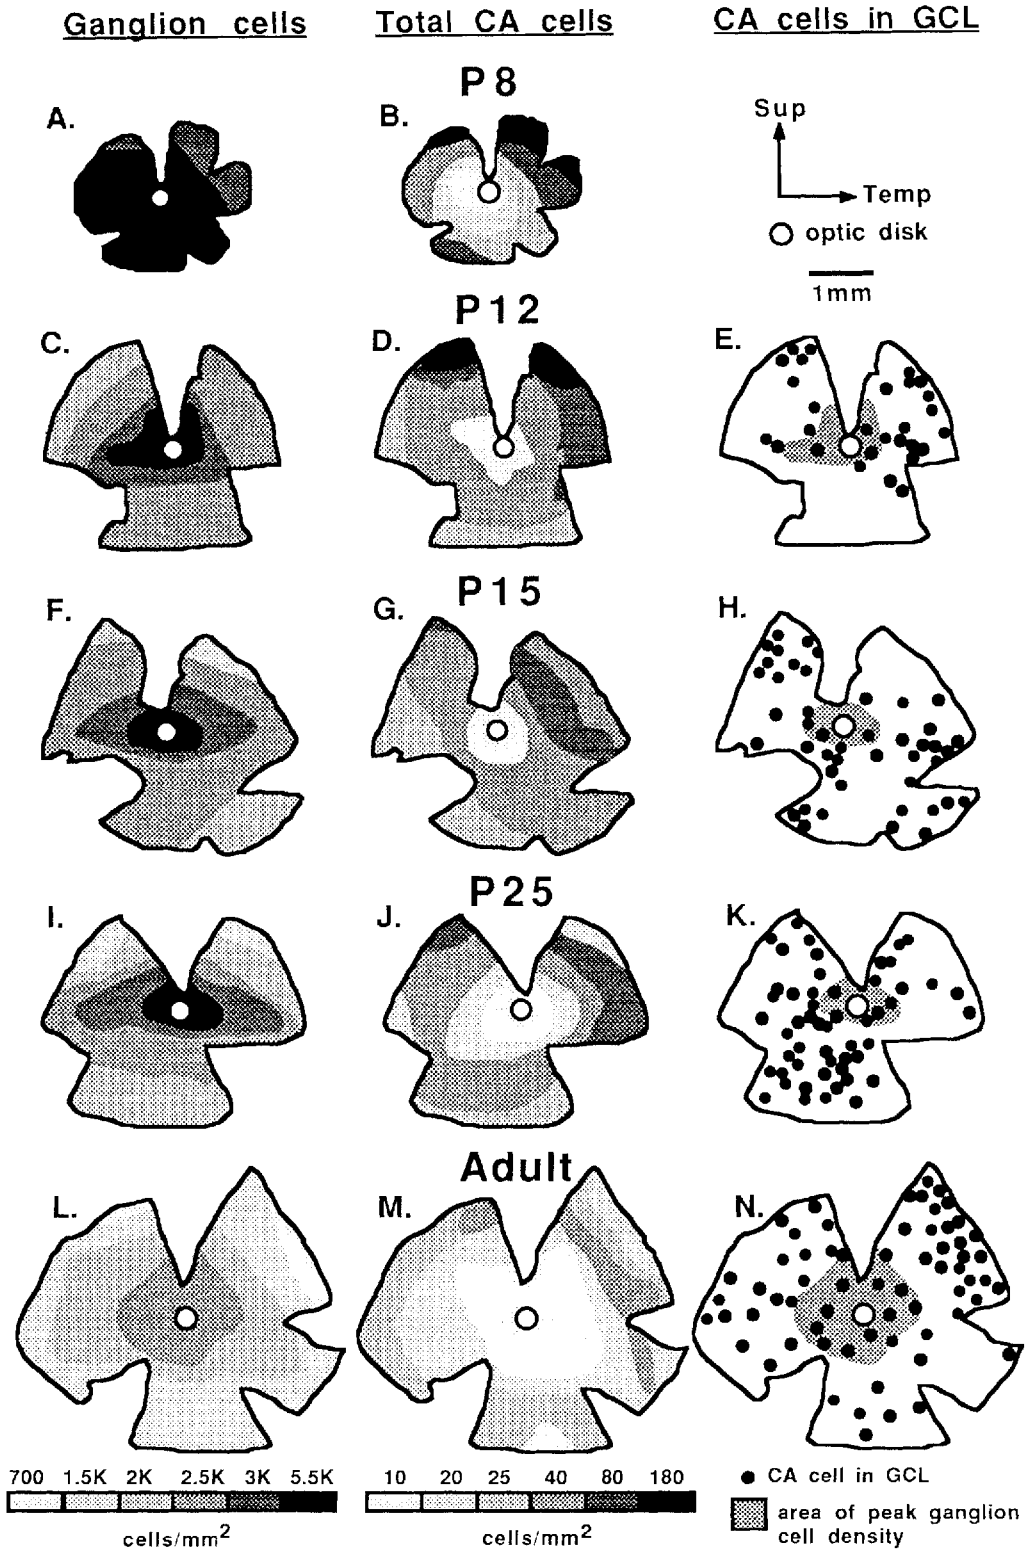 Ganglion cells Total CA cells CA cells in GCL
P8
A. B.
Sup
Temp
optic disk
1mm
P12
C. D. E.
P15
F. G. H.
P25
I. J. K.
Adult
L. M. N.
700 1.5K 2K 2.5K 3K 5.5K
cells/mm2
10 20 25 40 80 180
cells/mm2
CA cell in GCL
area of peak ganglion
cell density